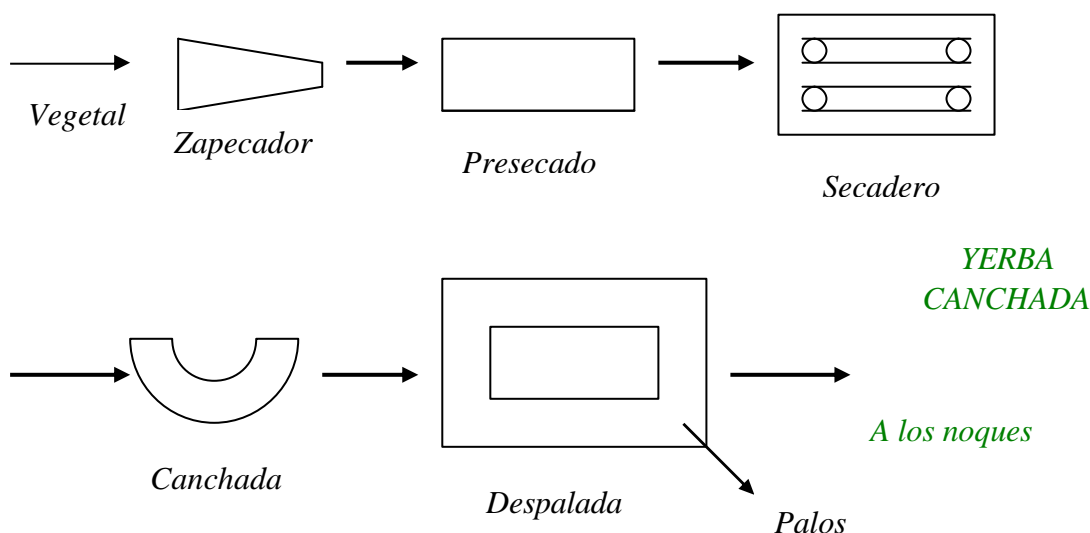 Vegetal
Zapecador
Presecado
Secadero
YERBA
CANCHADA
Canchada
Despalada
A los noques
Palos